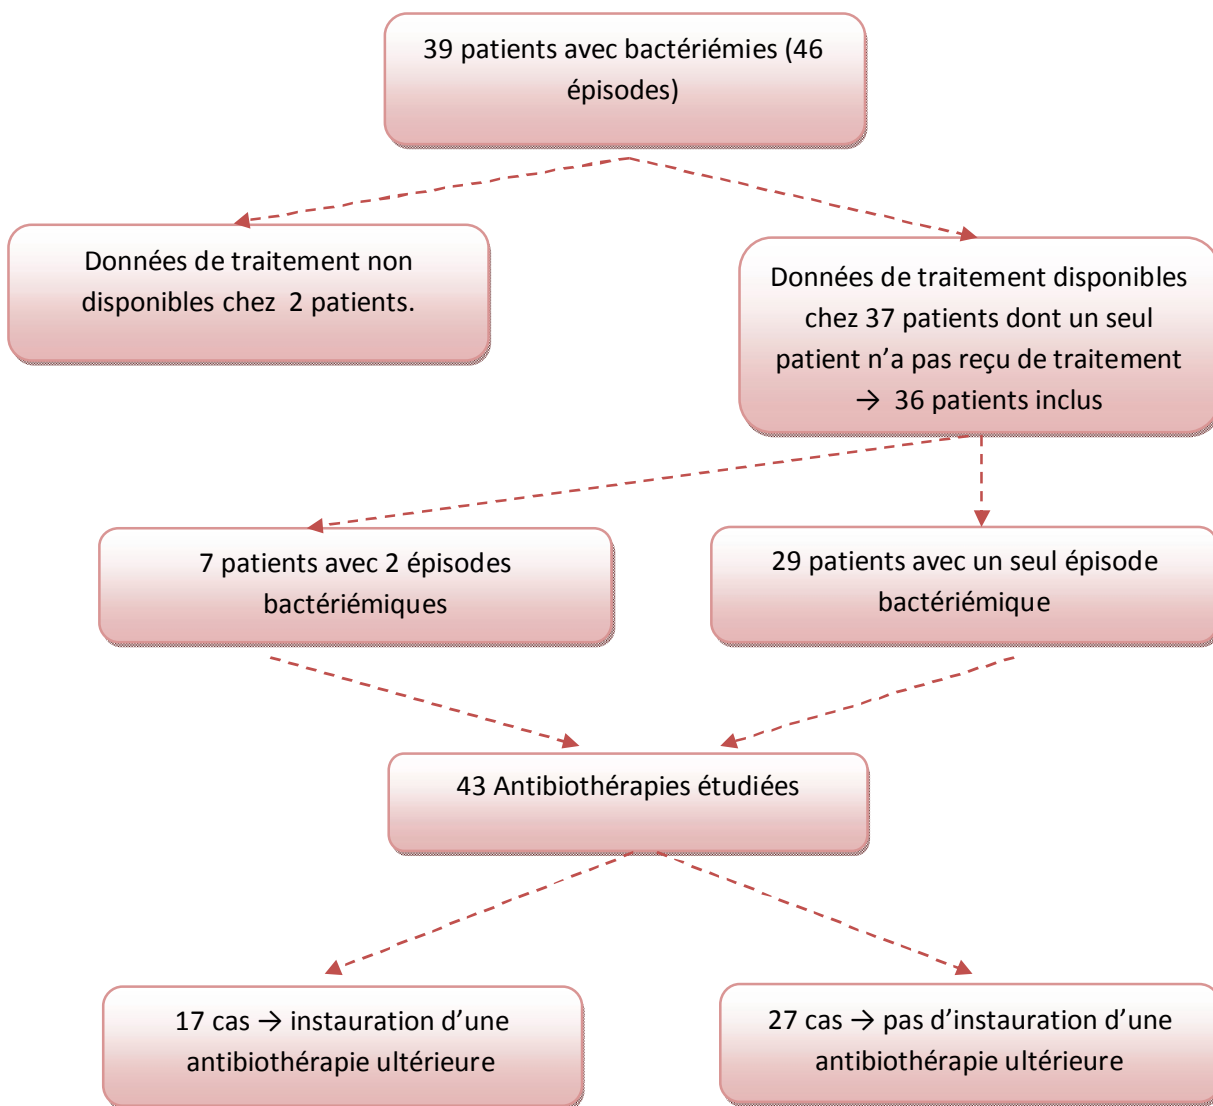 39 patients avec bactériémies (46
épisodes)
Données de traitement non
disponibles chez 2 patients.
Données de traitement disponibles
chez 37 patients dont un seul
patient n’a pas reçu de traitement
→ 36 patients inclus
7 patients avec 2 épisodes
bactériémiques
29 patients avec un seul épisode
bactériémique
43 Antibiothérapies étudiées
17 cas → instauration d’une
antibiothérapie ultérieure
27 cas → pas d’instauration d’une
antibiothérapie ultérieure